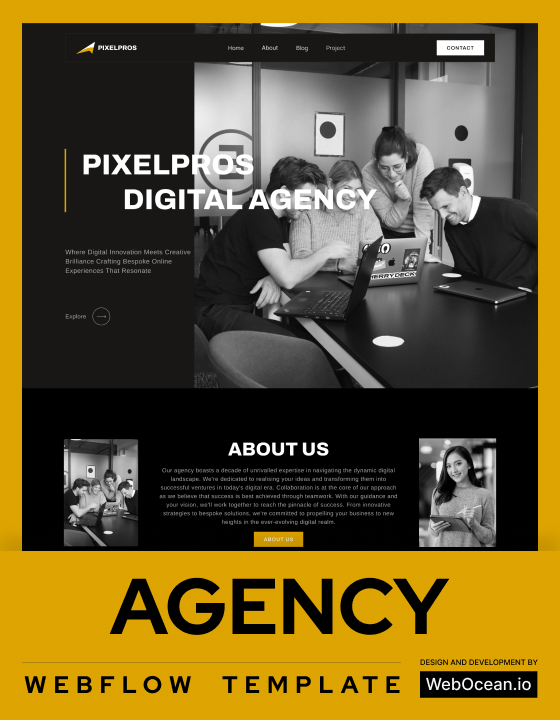 PIXELPROS
Home About Blog Project
CONTACT
PIXELPROS
DIGITAL AGENCY
Where Digital Innovation Meets Creative
Brilliance Crafting Bespoke Online
Experiences That Resonate
Explore
ABOUT US
Our agency boasts a decade of unrivalled expertise in navigating the dynamic digital
landscape. We're dedicated to realising your ideas and transforming them into
successful ventures in today's digital era. Collaboration is at the core of our approach
as we believe that success is best achieved through teamwork. With our guidance and
your vision, we'll work together to reach the pinnacle of success. From innovative
strategies to bespoke solutions, we're committed to propelling your business to new
heights in the ever-evolving digital realm.
ABOUT US
AGENCY
WEBFLOW TEMPLATE
DESIGN AND DEVELOPMENT BY
WebOcean.io